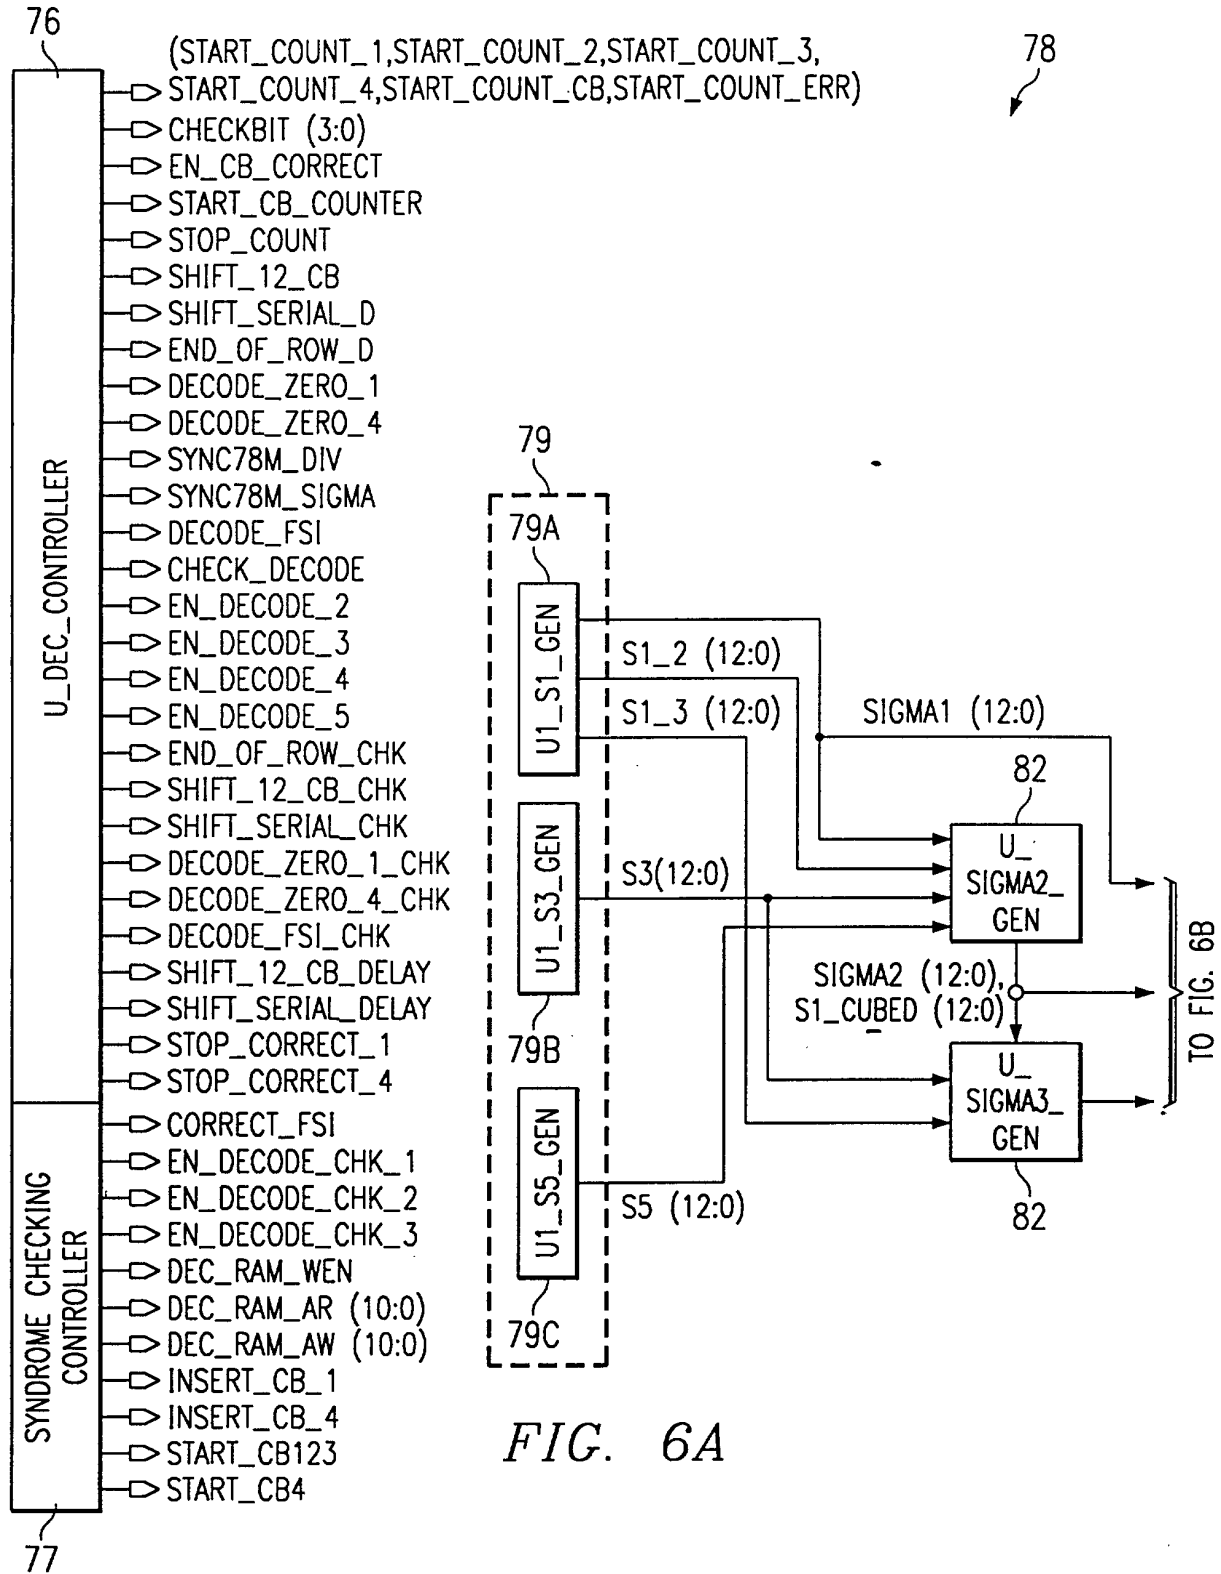 76
(START_COUNT_1,START_COUNT_2,START_COUNT_3,
START_COUNT_4,START_COUNT_CB,START_COUNT_ERR)
CHECKBIT (3:0)
EN_CB_CORRECT
START_CB_COUNTER
STOP_COUNT
SHIFT_12_CB
SHIFT_SERIAL_D
END_OF_ROW_D
DECODE_ZERO_1
DECODE_ZERO_4
SYNC78M_DIV
SYNC78M_SIGMA
DECODE_FSI
CHECK_DECODE
EN_DECODE_2
EN_DECODE_3
EN_DECODE_4
EN_DECODE_5
END_OF_ROW_CHK
SHIFT_12_CB_CHK
SHIFT_SERIAL_CHK
DECODE_ZERO_1_CHK
DECODE_ZERO_4_CHK
DECODE_FSI_CHK
SHIFT_12_CB_DELAY
SHIFT_SERIAL_DELAY
STOP_CORRECT_1
STOP_CORRECT_4
U_DEC_CONTROLLER
CORRECT_FSI
EN_DECODE_CHK_1
EN_DECODE_CHK_2
EN_DECODE_CHK_3
DEC_RAM_WEN
DEC_RAM_AR (10:0)
DEC_RAM_AW (10:0)
INSERT_CB_1
INSERT_CB_4
START_CB123
START_CB4
SYNDROME CHECKING
CONTROLLER
77
78
79
79A
U1_S1_GEN
S1_2 (12:0)
S1_3 (12:0)
SIGMA1 (12:0)
U1_S3_GEN
79B
S3(12:0)
U1_S5_GEN
79C
S5 (12:0)
82
U_
SIGMA2_
GEN
SIGMA2 (12:0),
S1_CUBED (12:0)
U_
SIGMA3_
GEN
82
TO FIG. 6B
FIG. 6A